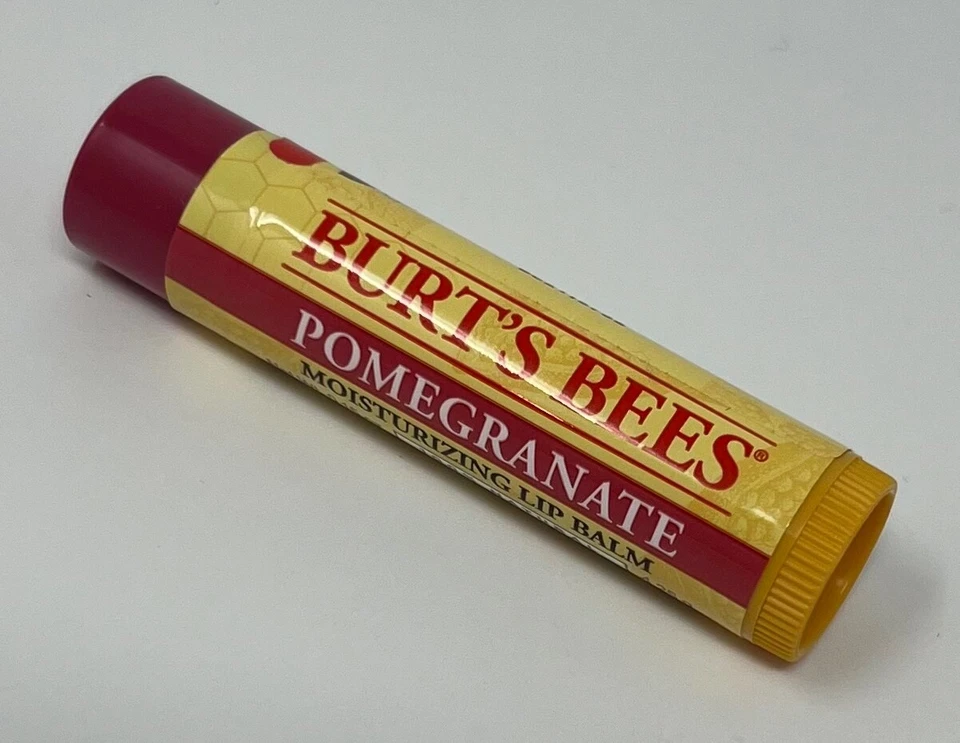 BURT'S BEES®
POMEGRANATE
MOISTURIZING LIP BALM